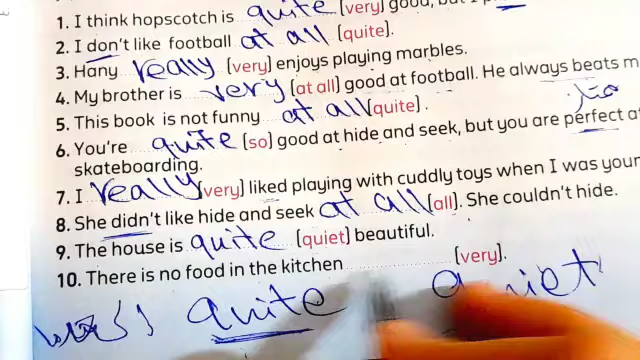 1. I think hopscotch is quite [very] good, but I
2. I don't like football at all [quite].
3. Hany really [very] enjoys playing marbles.
4. My brother is very [at all] good at football. He always beats m
5. This book is not funny at all [quite].
6. You're quite [so] good at hide and seek, but you are perfect at
skateboarding.
7. I really [very] liked playing with cuddly toys when I was your
8. She didn't like hide and seek at all [all]. She couldn't hide.
9. The house is quite [quiet] beautiful.
10. There is no food in the kitchen [very].
quite